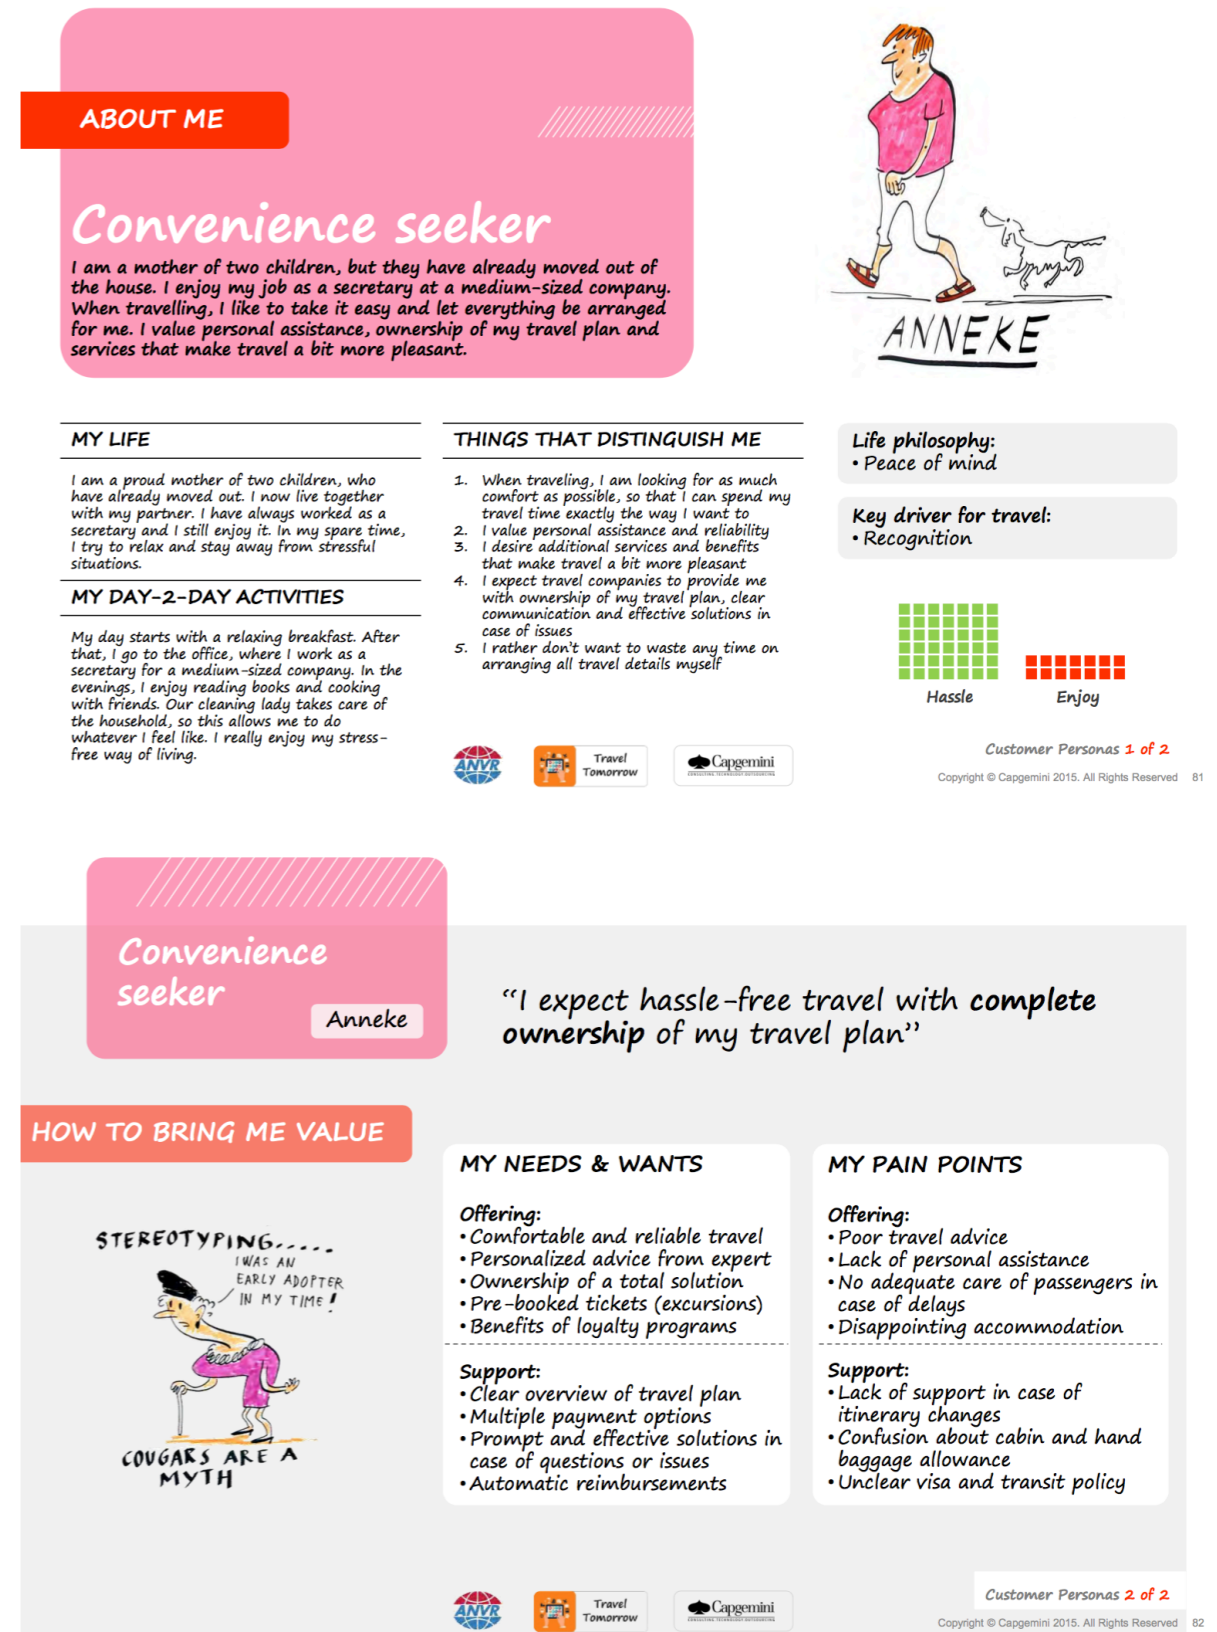 ABOUT ME
Convenience seeker
I am a mother of two children, but they have already moved out of
the house. I enjoy my job as a secretary at a medium-sized company.
When travelling, I like to take it easy and let everything be arranged
for me. I value personal assistance, ownership of my travel plan and
services that make travel a bit more pleasant.
ANNEKE
MY LIFE
I am a proud mother of two children, who
have already moved out. I now live together
with my partner. I have always worked as a
secretary and I still enjoy it. In my spare time,
I try to relax and stay away from stressful
situations.
MY DAY-2-DAY ACTIVITIES
My day starts with a relaxing breakfast. After
that, I go to the office, where I work as a
secretary for a medium-sized company. In the
evenings, I enjoy reading books and cooking
with friends. Our cleaning lady takes care of
the household, so this allows me to do
whatever I feel like. I really enjoy my stress-
free way of living.
THINGS THAT DISTINGUISH ME
1. When traveling, I am looking for as much
comfort as possible, so that I can spend my
travel time exactly the way I want to
2. I value personal assistance and reliability
3. I desire additional services and benefits
that make travel a bit more pleasant
4. I expect travel companies to provide me
with ownership of my travel plan, clear
communication and effective solutions in
case of issues
5. I rather don't want to waste any time on
arranging all travel details myself
Life philosophy:
• Peace of mind
Key driver for travel:
• Recognition
Hassle
Enjoy
ANVR
Travel
Tomorrow
Capgemini
CONSULTING.TECHNOLOGY.OUTSOURCING
Customer Personas 1 of 2
Copyright © Capgemini 2015. All Rights Reserved 81
Convenience
seeker
Anneke
“I expect hassle-free travel with complete
ownership of my travel plan”
HOW TO BRING ME VALUE
STEREOTYPING.....
I WAS AN
EARLY ADOPTER
IN MY TIME!
COUGARS ARE A
MYTH
MY NEEDS & WANTS
Offering:
• Comfortable and reliable travel
• Personalized advice from expert
• Ownership of a total solution
• Pre-booked tickets (excursions)
• Benefits of loyalty programs
Support:
• Clear overview of travel plan
• Multiple payment options
• Prompt and effective solutions in
case of questions or issues
• Automatic reimbursements
MY PAIN POINTS
Offering:
• Poor travel advice
• Lack of personal assistance
• No adequate care of passengers in
case of delays
• Disappointing accommodation
Support:
• Lack of support in case of
itinerary changes
• Confusion about cabin and hand
baggage allowance
• Unclear visa and transit policy
ANVR
Travel
Tomorrow
Capgemini
CONSULTING.TECHNOLOGY.OUTSOURCING
Customer Personas 2 of 2
Copyright © Capgemini 2015. All Rights Reserved 82